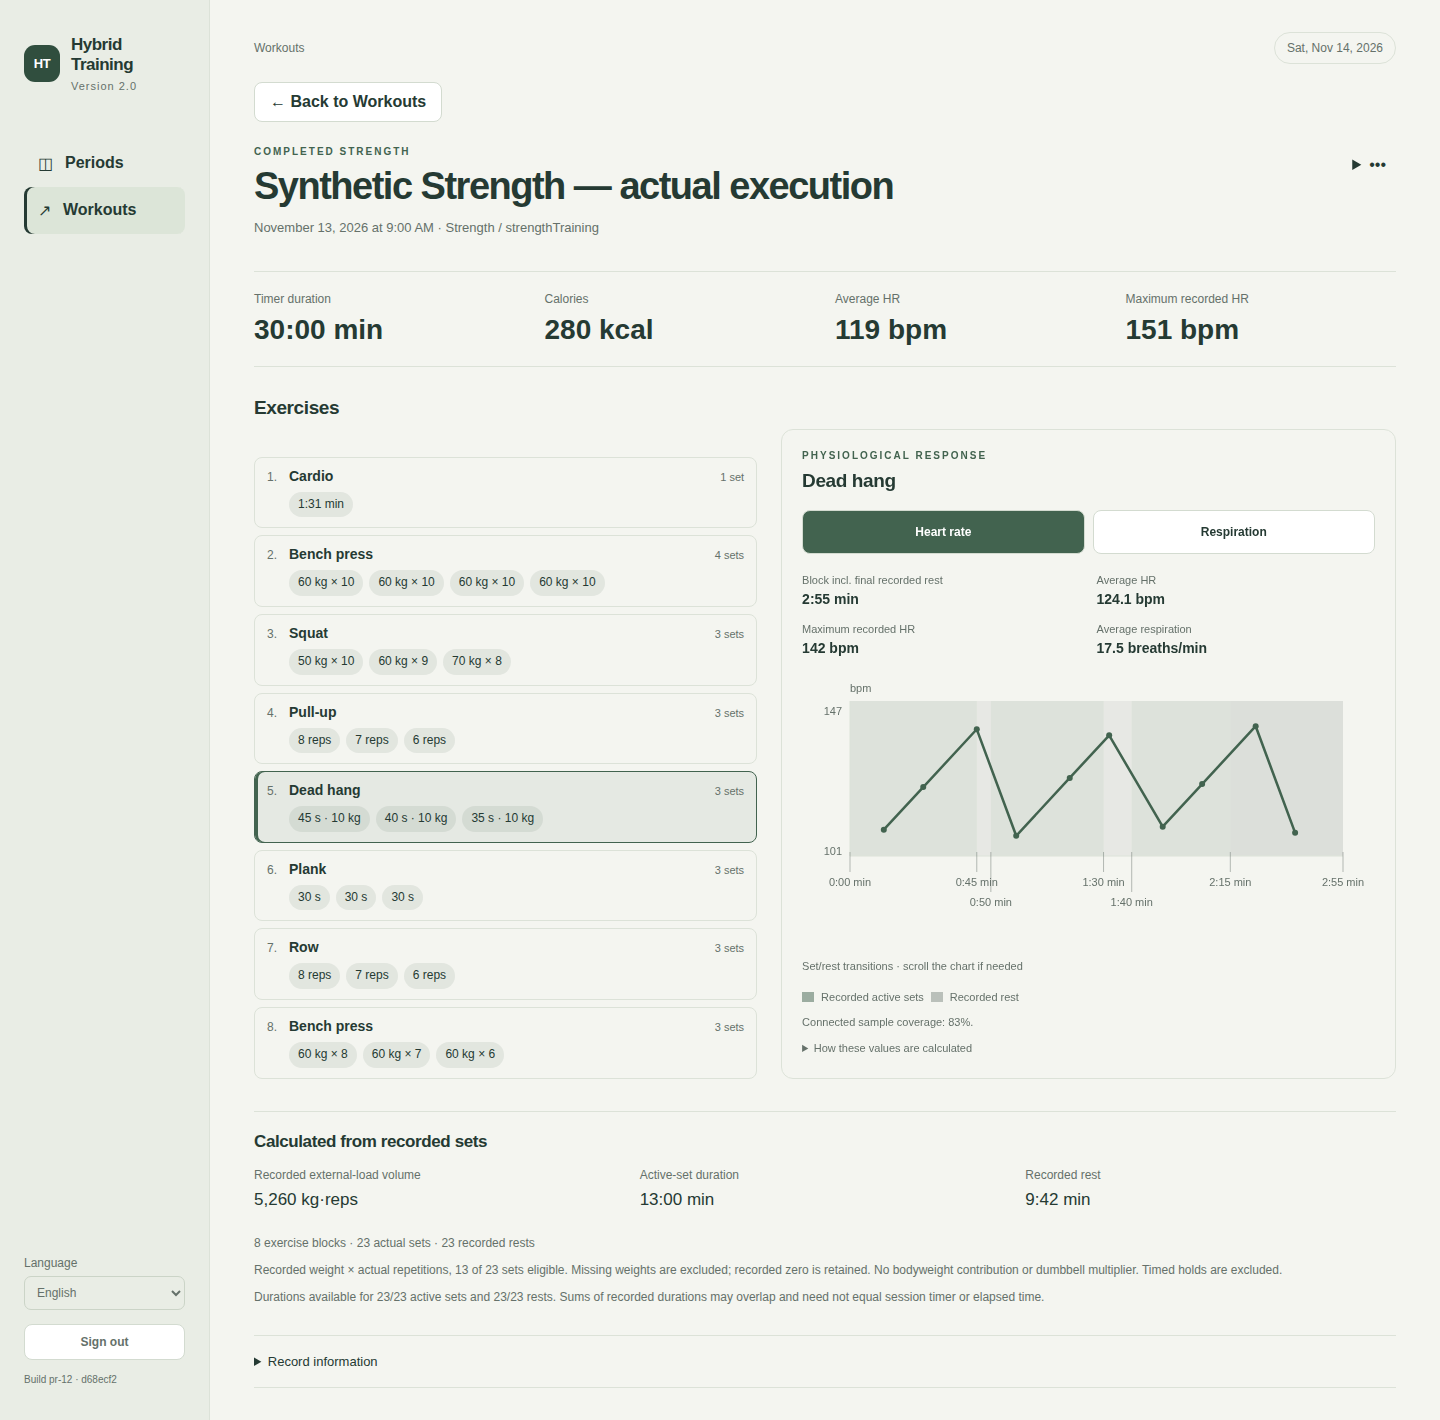 HT
Hybrid
Training
Version 2.0
Periods
Workouts
Language
English
Sign out
Build pr-12 · d68ecf2
Workouts
Sat, Nov 14, 2026
← Back to Workouts
COMPLETED STRENGTH
Synthetic Strength — actual execution
November 13, 2026 at 9:00 AM · Strength / strengthTraining
Timer duration
30:00 min
Calories
280 kcal
Average HR
119 bpm
Maximum recorded HR
151 bpm
Exercises
1. Cardio 1 set
1:31 min
2. Bench press 4 sets
60 kg × 10 60 kg × 10 60 kg × 10 60 kg × 10
3. Squat 3 sets
50 kg × 10 60 kg × 9 70 kg × 8
4. Pull-up 3 sets
8 reps 7 reps 6 reps
5. Dead hang 3 sets
45 s · 10 kg 40 s · 10 kg 35 s · 10 kg
6. Plank 3 sets
30 s 30 s 30 s
7. Row 3 sets
8 reps 7 reps 6 reps
8. Bench press 3 sets
60 kg × 8 60 kg × 7 60 kg × 6
PHYSIOLOGICAL RESPONSE
Dead hang
Heart rate Respiration
Block incl. final recorded rest
2:55 min
Average HR
124.1 bpm
Maximum recorded HR
142 bpm
Average respiration
17.5 breaths/min
bpm
147
101
0:00 min 0:45 min 1:30 min 2:15 min 2:55 min
0:50 min 1:40 min
Set/rest transitions · scroll the chart if needed
Recorded active sets Recorded rest
Connected sample coverage: 83%.
How these values are calculated
Calculated from recorded sets
Recorded external-load volume
5,260 kg·reps
Active-set duration
13:00 min
Recorded rest
9:42 min
8 exercise blocks · 23 actual sets · 23 recorded rests
Recorded weight × actual repetitions, 13 of 23 sets eligible. Missing weights are excluded; recorded zero is retained. No bodyweight contribution or dumbbell multiplier. Timed holds are excluded.
Durations available for 23/23 active sets and 23/23 rests. Sums of recorded durations may overlap and need not equal session timer or elapsed time.
Record information